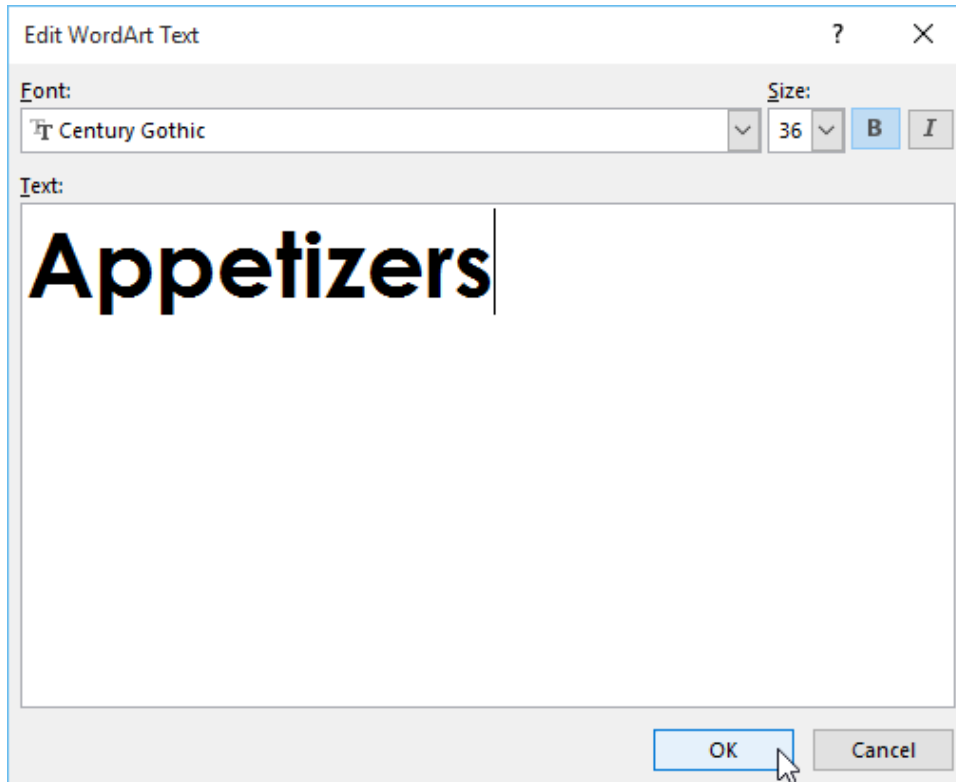 Edit WordArt Text ?
Font: Size:
Century Gothic 36 B I
Text:
Appetizers
OK Cancel